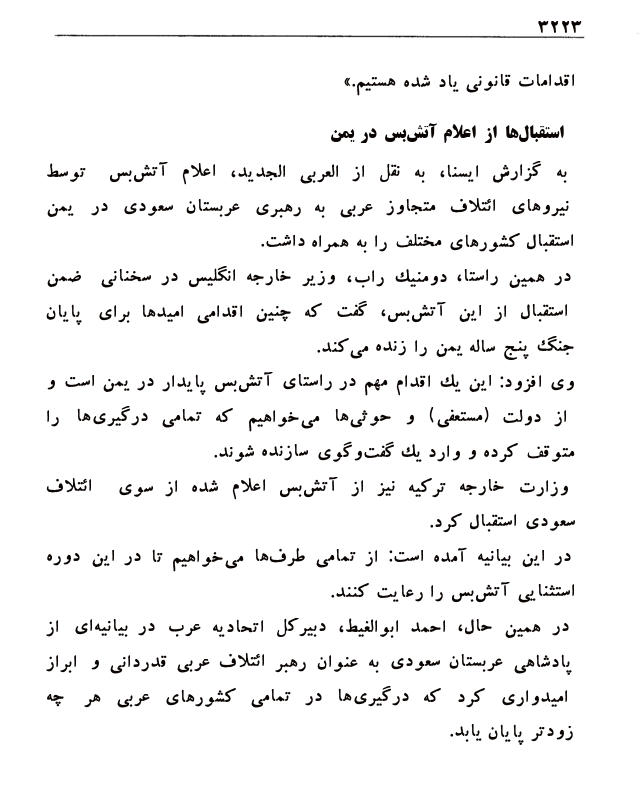 ۳۲۲۳
اقدامات قانونی یاد شده هستیم.»
استقبال‌ها از اعلام آتش‌بس در یمن
به گزارش ایسنا، به نقل از العربی الجدید، اعلام آتش‌بس توسط
نیروهای ائتلاف متجاوز عربی به رهبری عربستان سعودی در یمن
استقبال کشورهای مختلف را به همراه داشت.
در همین راستا، دومنیك راب، وزیر خارجه انگلیس در سخنانی ضمن
استقبال از این آتش‌بس، گفت که چنین اقدامی امیدها برای پایان
جنگ پنج ساله یمن را زنده می‌کند.
وی افزود: این یك اقدام مهم در راستای آتش‌بس پایدار در یمن است و
از دولت (مستعفی) و حوثی‌ها می‌خواهیم که تمامی درگیری‌ها را
متوقف کرده و وارد یك گفت‌وگوی سازنده شوند.
وزارت خارجه ترکیه نیز از آتش‌بس اعلام شده از سوی ائتلاف
سعودی استقبال کرد.
در این بیانیه آمده است: از تمامی طرف‌ها می‌خواهیم تا در این دوره
استثنایی آتش‌بس را رعایت کنند.
در همین حال، احمد ابوالغیط، دبیرکل اتحادیه عرب در بیانیه‌ای از
پادشاهی عربستان سعودی به عنوان رهبر ائتلاف عربی قدردانی و ابراز
امیدواری کرد که درگیری‌ها در تمامی کشورهای عربی هر چه
زودتر پایان یابد.